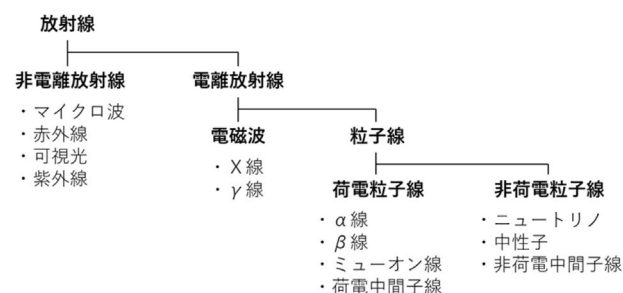 放射線
非電離放射線
電離放射線
・マイクロ波
・赤外線
・可視光
・紫外線
電磁波
粒子線
・X線
・γ線
荷電粒子線
非荷電粒子線
・α線
・β線
・ミューオン線
・荷電中間子線
・ニュートリノ
・中性子
・非荷電中間子線